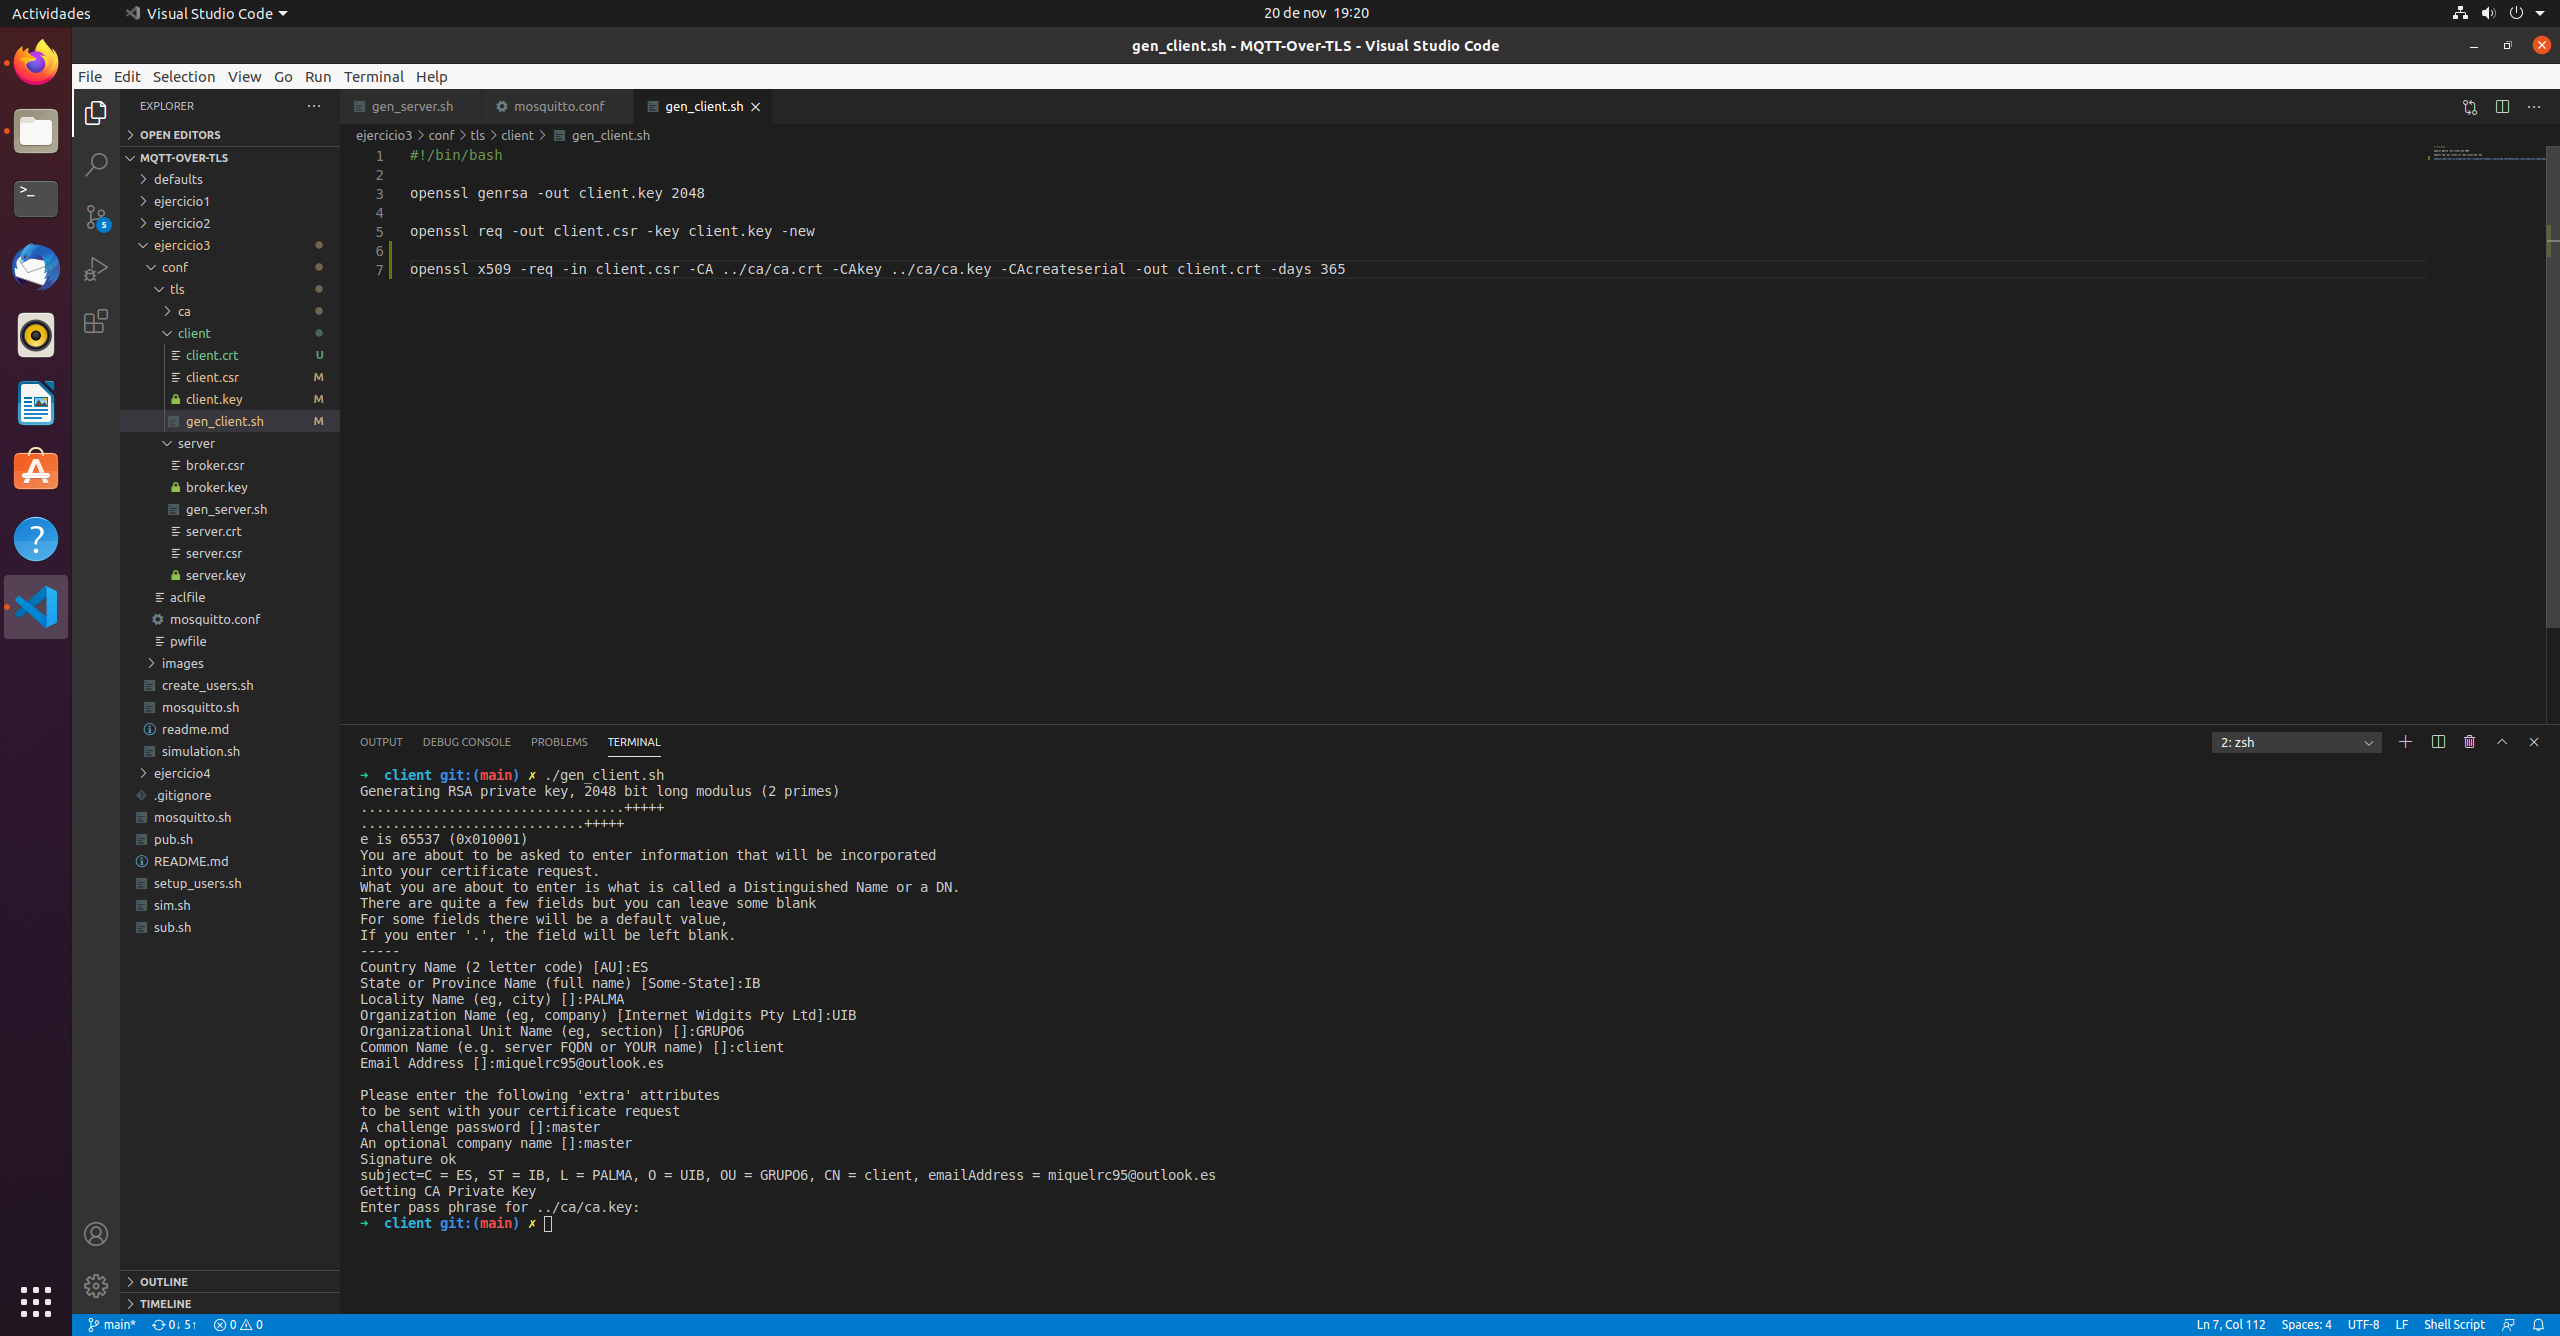 Actividades
Visual Studio Code
20 de nov 19:20
gen_client.sh - MQTT-Over-TLS - Visual Studio Code
File Edit Selection View Go Run Terminal Help
EXPLORER
OPEN EDITORS
MQTT-OVER-TLS
defaults
ejercicio1
ejercicio2
ejercicio3
conf
tls
ca
client
client.crt U
client.csr M
client.key M
gen_client.sh M
server
broker.csr
broker.key
gen_server.sh
server.crt
server.csr
server.key
aclfile
mosquitto.conf
pwfile
images
create_users.sh
mosquitto.sh
readme.md
simulation.sh
ejercicio4
.gitignore
mosquitto.sh
pub.sh
README.md
setup_users.sh
sim.sh
sub.sh
OUTLINE
TIMELINE
5
gen_server.sh mosquitto.conf gen_client.sh
ejercicio3 > conf > tls > client > gen_client.sh
1 #!/bin/bash
2
3 openssl genrsa -out client.key 2048
4
5 openssl req -out client.csr -key client.key -new
6
7 openssl x509 -req -in client.csr -CA ../ca/ca.crt -CAkey ../ca/ca.key -CAcreateserial -out client.crt -days 365
OUTPUT DEBUG CONSOLE PROBLEMS TERMINAL
2: zsh
➜ client git:(main) ✗ ./gen_client.sh
Generating RSA private key, 2048 bit long modulus (2 primes)
.................................+++++
............................+++++
e is 65537 (0x010001)
You are about to be asked to enter information that will be incorporated
into your certificate request.
What you are about to enter is what is called a Distinguished Name or a DN.
There are quite a few fields but you can leave some blank
For some fields there will be a default value,
If you enter '.', the field will be left blank.
-----
Country Name (2 letter code) [AU]:ES
State or Province Name (full name) [Some-State]:IB
Locality Name (eg, city) []:PALMA
Organization Name (eg, company) [Internet Widgits Pty Ltd]:UIB
Organizational Unit Name (eg, section) []:GRUPO6
Common Name (e.g. server FQDN or YOUR name) []:client
Email Address []:miquelrc95@outlook.es
Please enter the following 'extra' attributes
to be sent with your certificate request
A challenge password []:master
An optional company name []:master
Signature ok
subject=C = ES, ST = IB, L = PALMA, O = UIB, OU = GRUPO6, CN = client, emailAddress = miquelrc95@outlook.es
Getting CA Private Key
Enter pass phrase for ../ca/ca.key:
➜ client git:(main) ✗
main* 0↓ 5↑ 0 0
Ln 7, Col 112 Spaces: 4 UTF-8 LF Shell Script